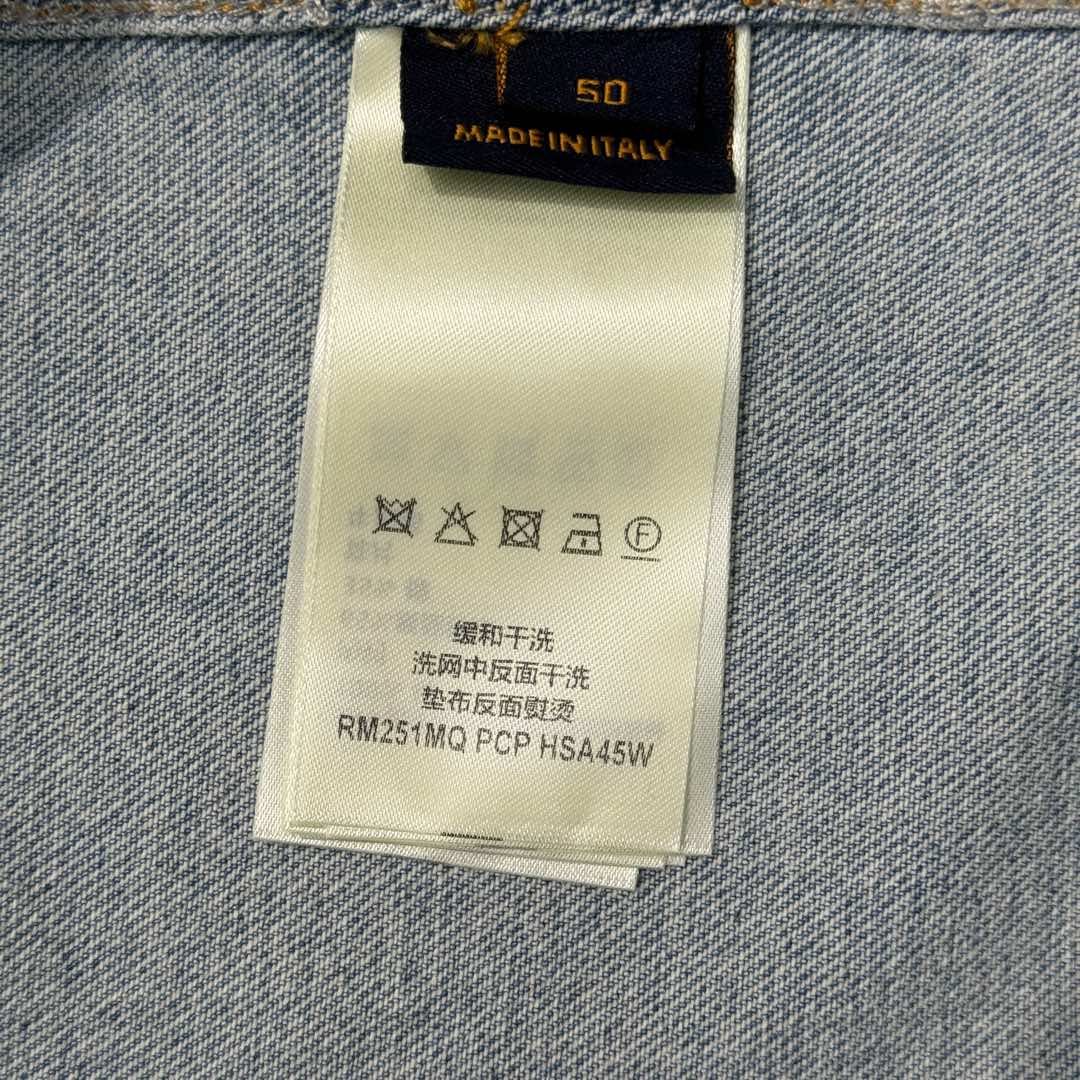 50
MADE IN ITALY
F
缓和干洗
洗网中反面干洗
垫布反面熨烫
RM251MQ PCP HSA45W